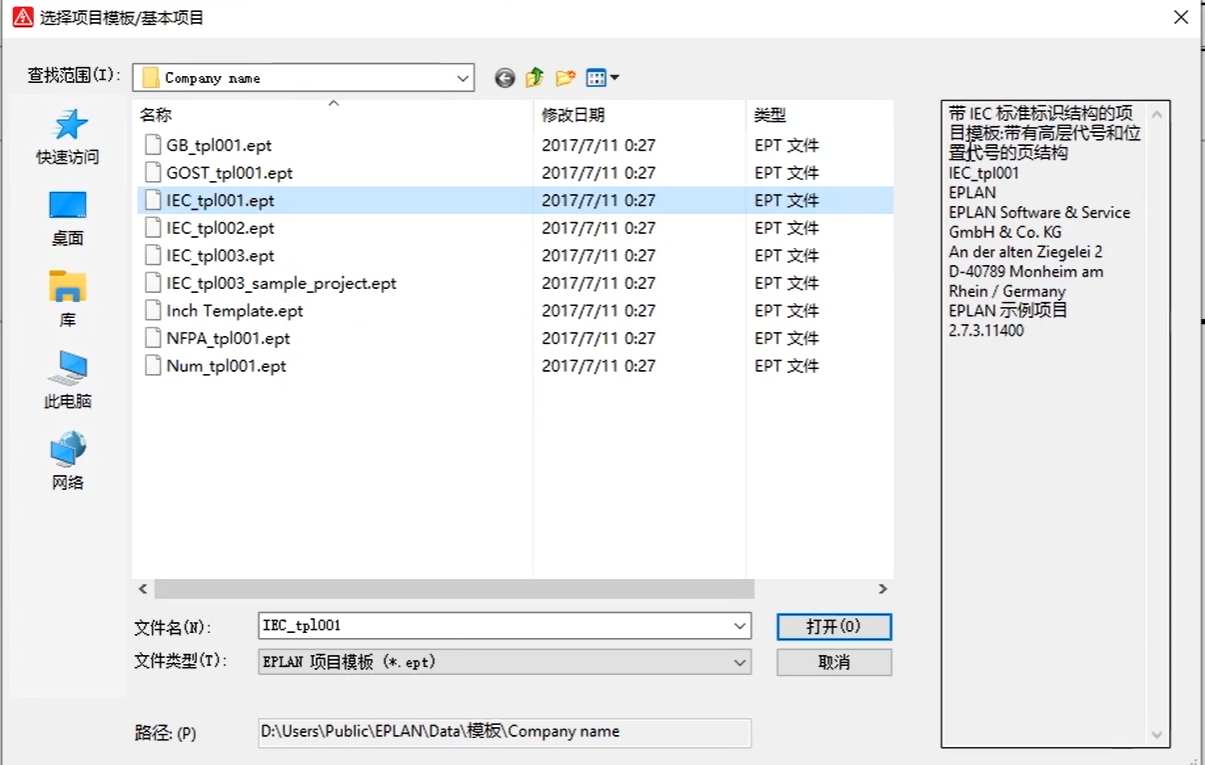 选择项目模板/基本项目
查找范围(I):
Company name
快速访问
桌面
库
此电脑
网络
名称 修改日期 类型
GB_tpl001.ept 2017/7/11 0:27 EPT 文件
GOST_tpl001.ept 2017/7/11 0:27 EPT 文件
IEC_tpl001.ept 2017/7/11 0:27 EPT 文件
IEC_tpl002.ept 2017/7/11 0:27 EPT 文件
IEC_tpl003.ept 2017/7/11 0:27 EPT 文件
IEC_tpl003_sample_project.ept 2017/7/11 0:27 EPT 文件
Inch Template.ept 2017/7/11 0:27 EPT 文件
NFPA_tpl001.ept 2017/7/11 0:27 EPT 文件
Num_tpl001.ept 2017/7/11 0:27 EPT 文件
文件名(N): IEC_tpl001 打开(O)
文件类型(T): EPLAN 项目模板 (*.ept) 取消
路径: (P) D:\Users\Public\EPLAN\Data\模板\Company name
带 IEC 标准标识结构的项
目模板:带有高层代号和位
置代号的页结构
IEC_tpl001
EPLAN
EPLAN Software & Service
GmbH & Co. KG
An der alten Ziegelei 2
D-40789 Monheim am
Rhein / Germany
EPLAN 示例项目
2.7.3.11400